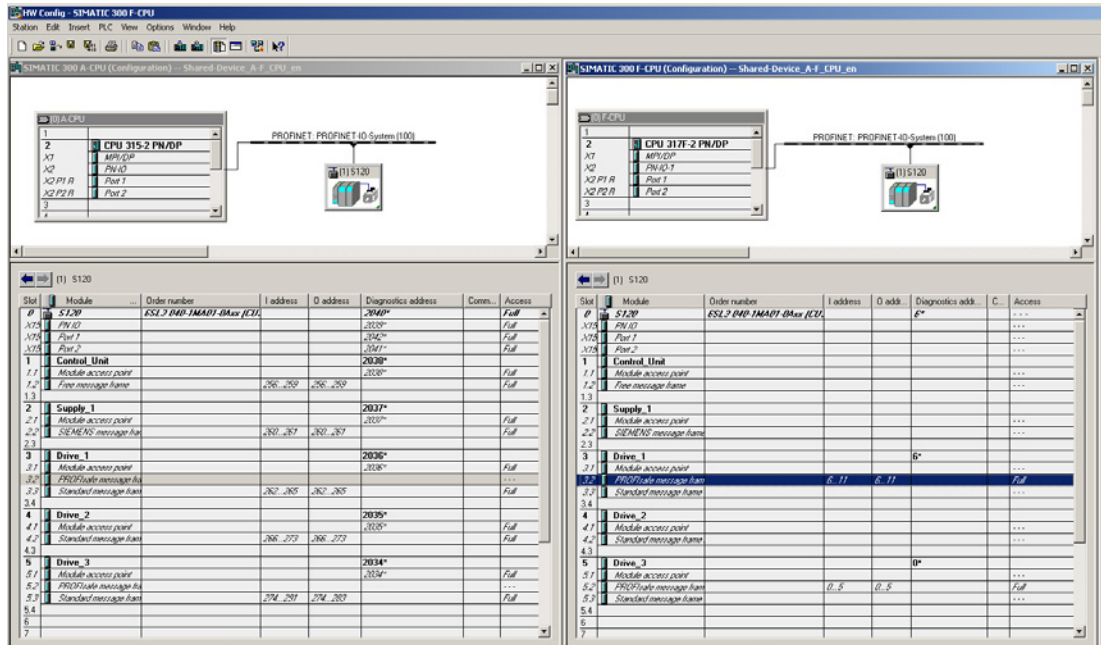 HW Config - SIMATIC 300 F-CPU
Station Edit Insert PLC View Options Window Help
SIMATIC 300 A-CPU (Configuration) -- Shared-Device_A-F_CPU_en
(0) A-CPU
1
2 CPU 315-2 PN/DP
X1 MPI/DP
X2 PN-IO
X2 P1 R Port 1
X2 P2 R Port 2
3
PROFINET: PROFINET-IO-System (100)
(1) S120
(1) S120
Slot Module ... Order number I address O address Diagnostics address Comm... Access
0 S120 6SL3 040-1MA01-0Axx (CU. 2040* Full
X15 PN-IO 2039* Full
X15 Port 1 2042* Full
X15 Port 2 2041* Full
1 Control_Unit 2038*
1.1 Module access point 2038* Full
1.2 Free message frame 256...259 256...259 Full
1.3
2 Supply_1 2037*
2.1 Module access point 2037* Full
2.2 SIEMENS message fra 260...261 260...261 Full
2.3
3 Drive_1 2036*
3.1 Module access point 2036* Full
3.2 PROFIsafe message fra ---
3.3 Standard message fram 262...265 262...265 Full
3.4
4 Drive_2 2035*
4.1 Module access point 2035* Full
4.2 Standard message fram 266...273 266...273 Full
4.3
5 Drive_3 2034*
5.1 Module access point 2034* Full
5.2 PROFIsafe message fra ---
5.3 Standard message fram 274...291 274...283 Full
5.4
6
7
SIMATIC 300 F-CPU (Configuration) -- Shared-Device_A-F_CPU_en
(0) F-CPU
1
2 CPU 317F-2 PN/DP
X1 MPI/DP
X2 PN-IO-1
X2 P1 R Port 1
X2 P2 R Port 2
3
PROFINET: PROFINET-IO-System (100)
(1) S120
(1) S120
Slot Module Order number I address O addr... Diagnostics addr... C... Access
0 S120 6SL3 040-1MA01-0Axx (CU. 6* ---
X15 PN-IO ---
X15 Port 1 ---
X15 Port 2 ---
1 Control_Unit
1.1 Module access point ---
1.2 Free message frame ---
1.3
2 Supply_1
2.1 Module access point ---
2.2 SIEMENS message frame ---
2.3
3 Drive_1 6*
3.1 Module access point ---
3.2 PROFIsafe message fram 6...11 6...11 Full
3.3 Standard message frame ---
3.4
4 Drive_2
4.1 Module access point ---
4.2 Standard message frame ---
4.3
5 Drive_3 0*
5.1 Module access point ---
5.2 PROFIsafe message fram 0...5 0...5 Full
5.3 Standard message frame ---
5.4
6
7